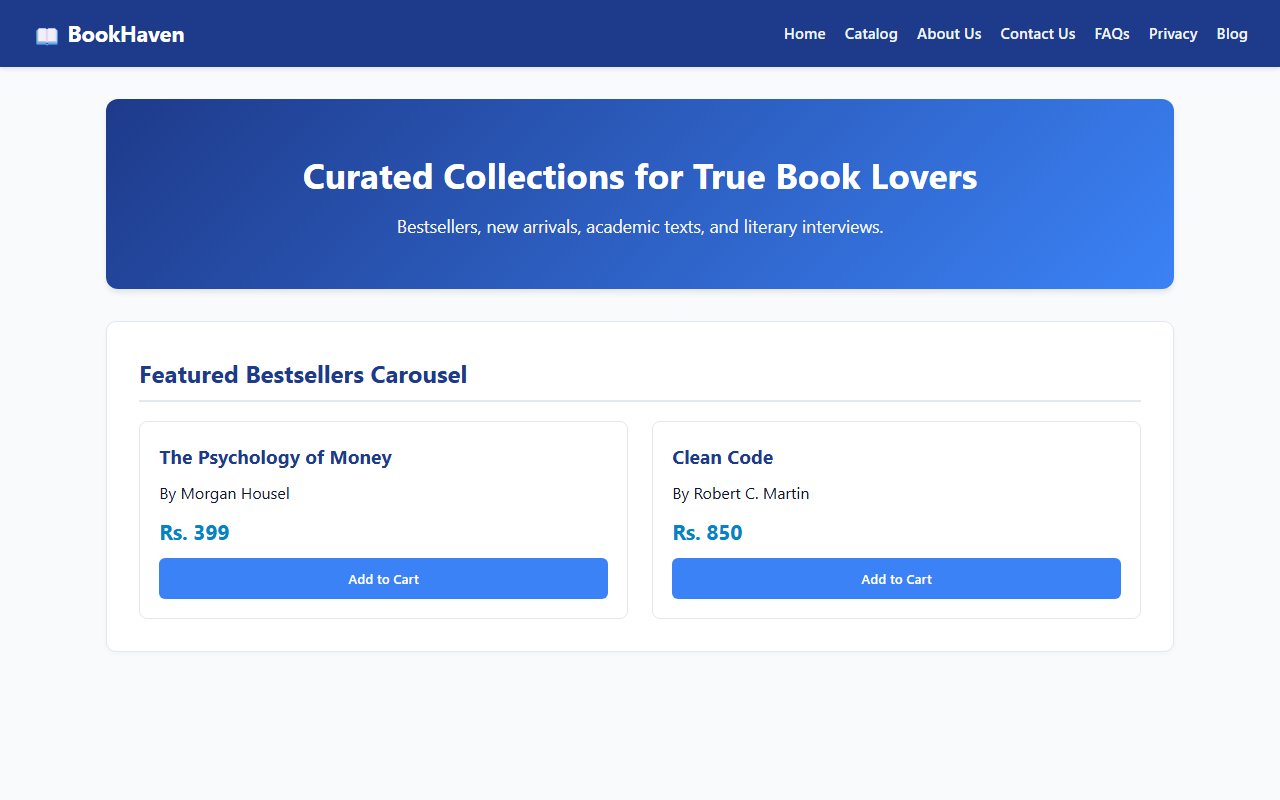 📖 BookHaven
Home Catalog About Us Contact Us FAQs Privacy Blog
Curated Collections for True Book Lovers
Bestsellers, new arrivals, academic texts, and literary interviews.
Featured Bestsellers Carousel
The Psychology of Money
By Morgan Housel
Rs. 399
Add to Cart
Clean Code
By Robert C. Martin
Rs. 850
Add to Cart